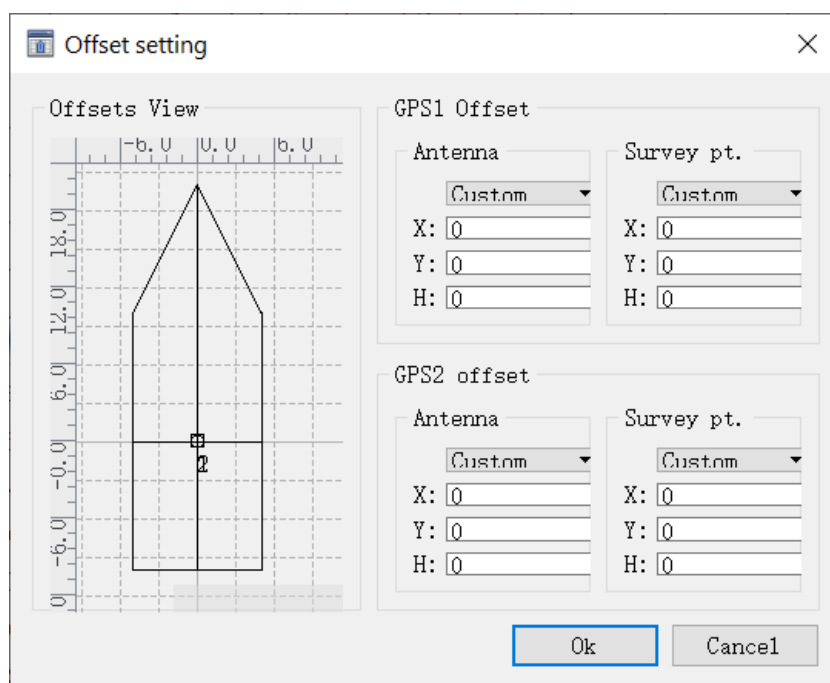 Offset setting
Offsets View
-6.0 0.0 6.0
18.0
12.0
6.0
-0.0
-6.0
0
2
GPS1 Offset
Antenna
Custom
X: 0
Y: 0
H: 0
Survey pt.
Custom
X: 0
Y: 0
H: 0
GPS2 offset
Antenna
Custom
X: 0
Y: 0
H: 0
Survey pt.
Custom
X: 0
Y: 0
H: 0
Ok
Cancel